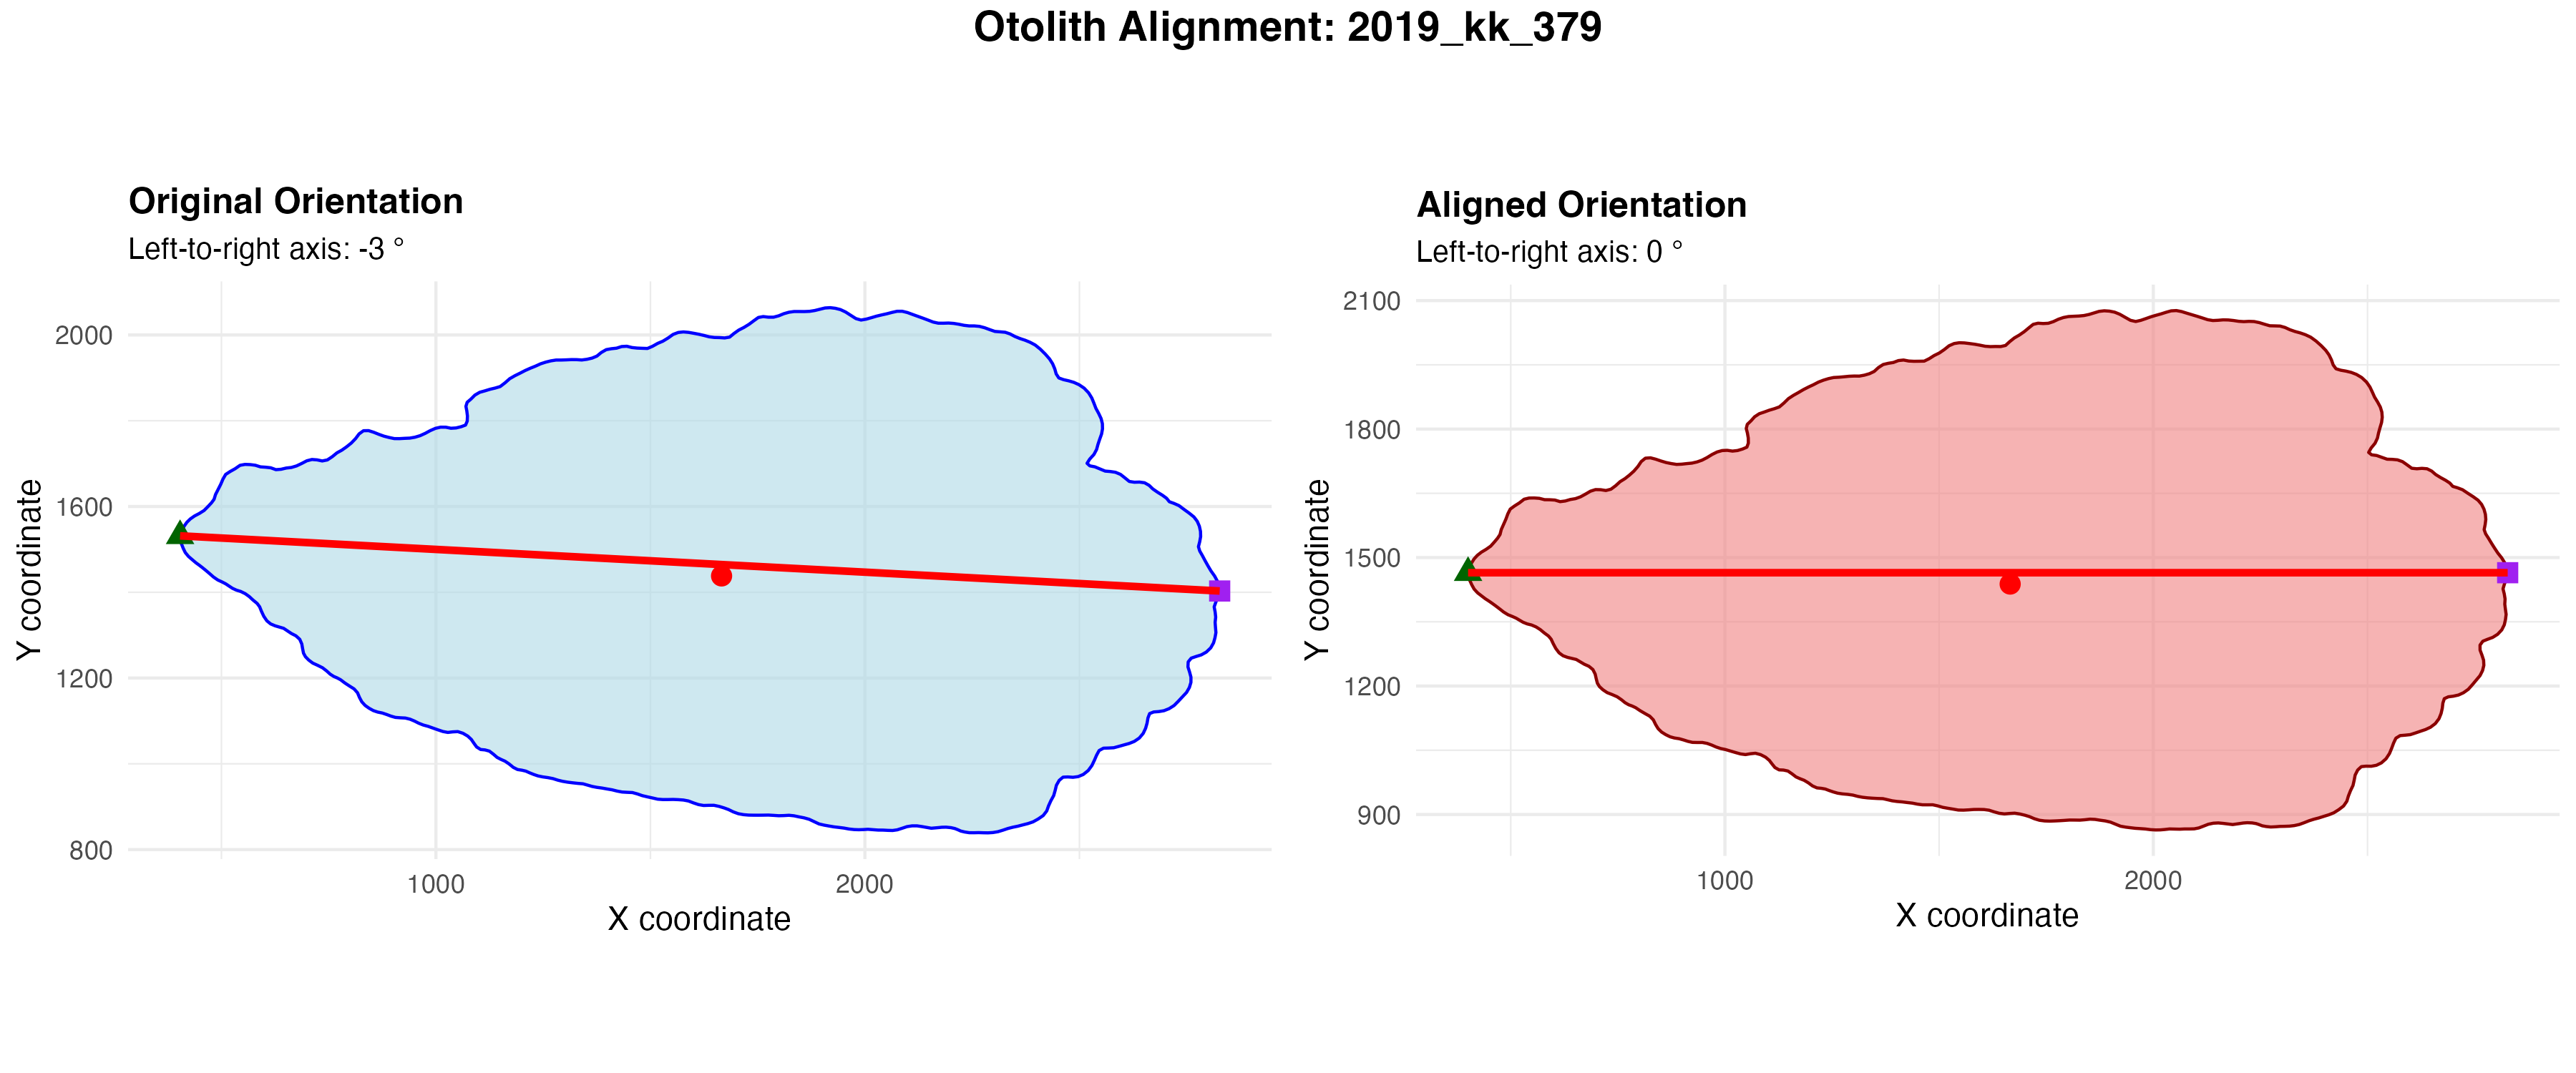 Otolith Alignment: 2019_kk_379
Original Orientation
Left-to-right axis: -3 °
2000
1600
1200
800
Y coordinate
1000
2000
X coordinate
Aligned Orientation
Left-to-right axis: 0 °
2100
1800
1500
1200
900
Y coordinate
1000
2000
X coordinate